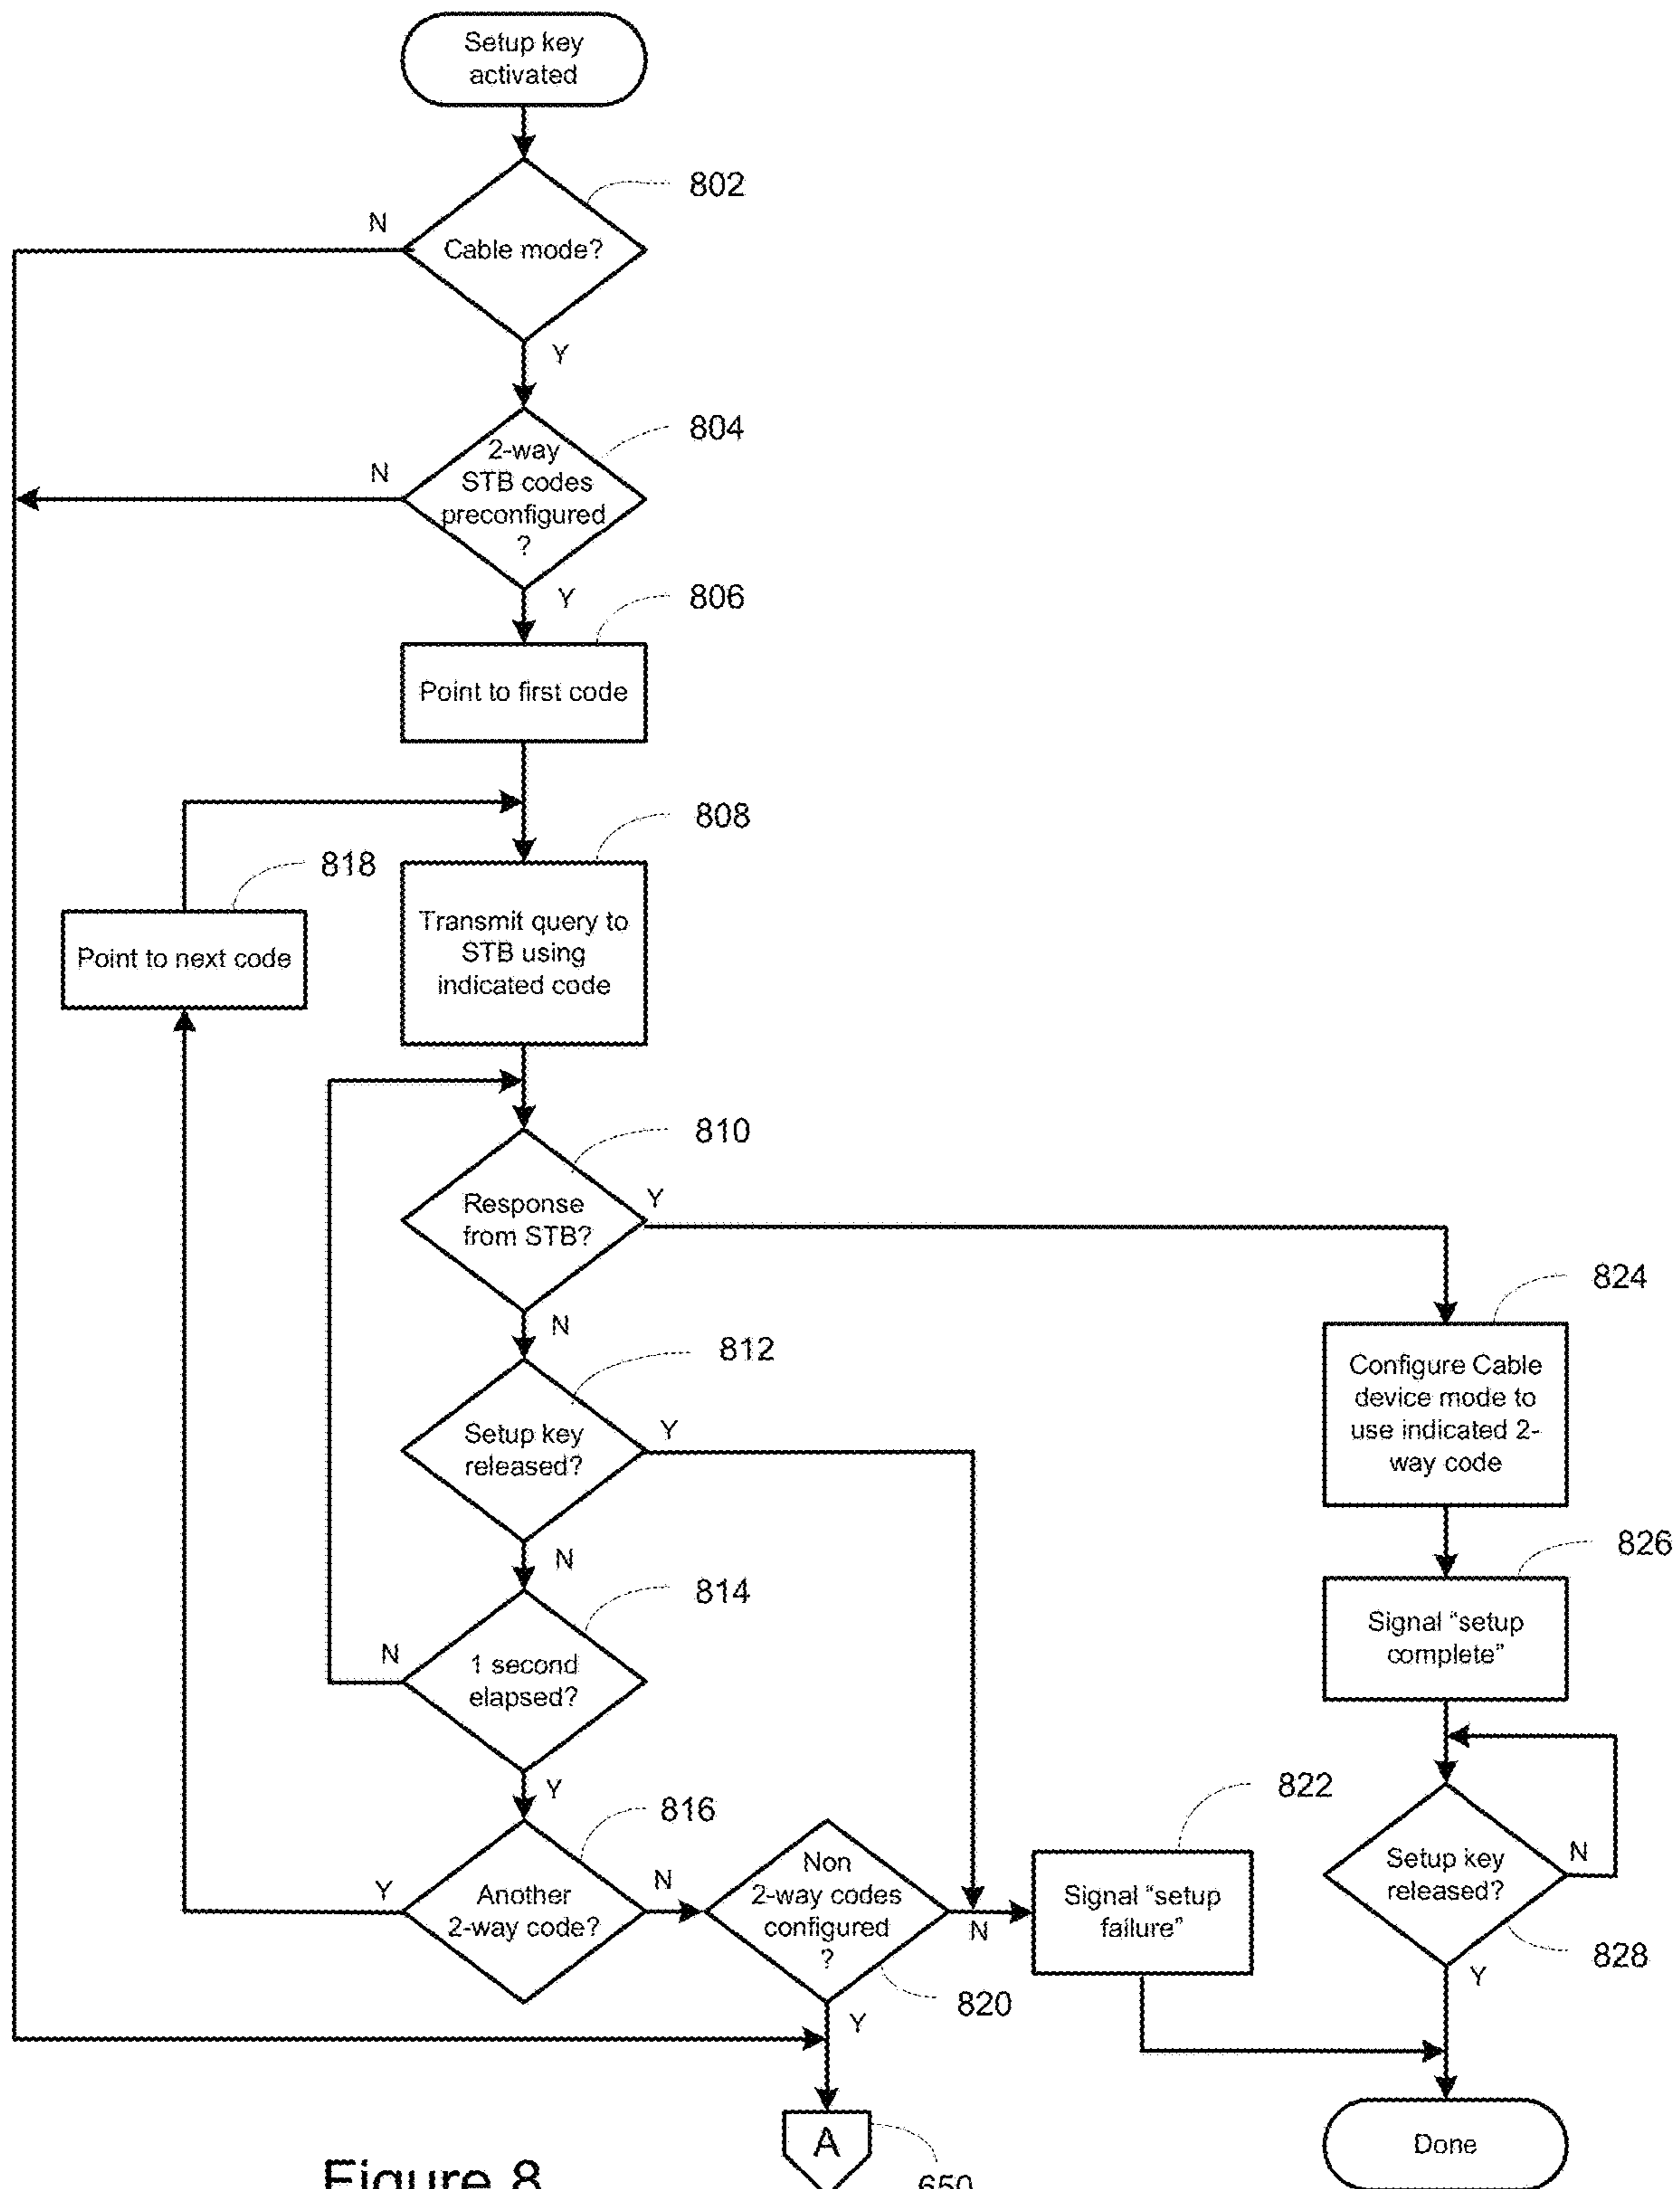 Setup key
activated
802
N
Cable mode?
Y
804
2-way
STB codes
preconfigured
?
N
Y
806
Point to first code
808
818
Transmit query to
STB using
indicated code
Point to next code
810
Response
from STB?
Y
824
N
812
Configure Cable
device mode to
use indicated 2-
way code
Setup key
released?
Y
826
N
814
Signal “setup
complete”
N
1 second
elapsed?
Y
822
816
Non
2-way codes
configured
?
Setup key
released?
N
Y
Another
2-way code?
N
Signal “setup
failure”
N
828
820
Y
Y
A
Done
Figure 8
650